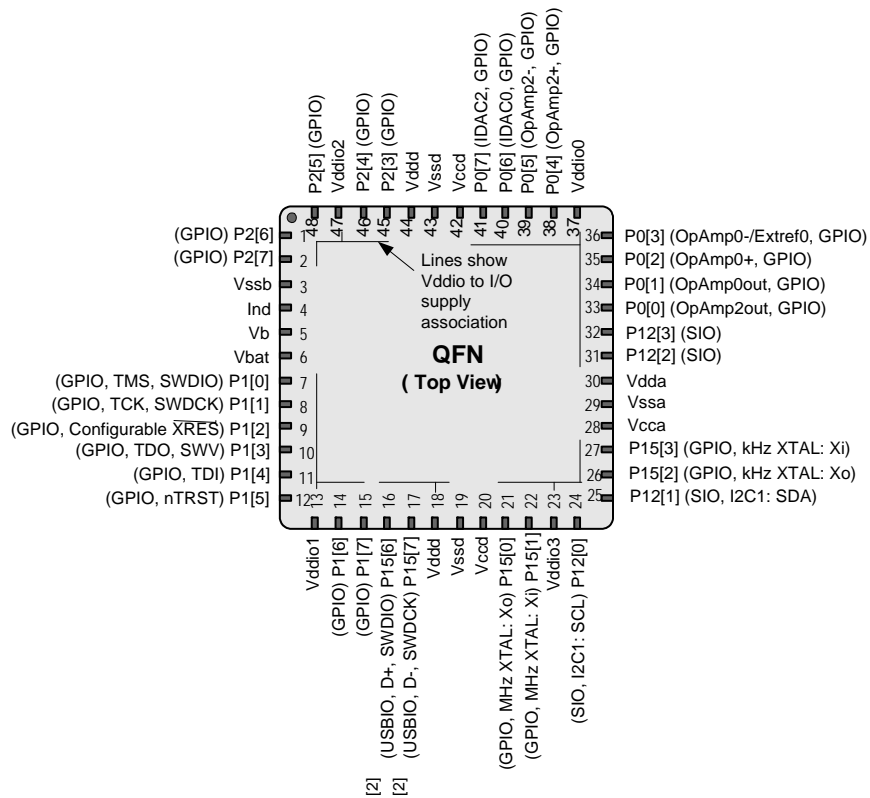 P2[5] (GPIO)
Vddio2
P2[4] (GPIO)
P2[3] (GPIO)
Vddd
Vssd
Vccd
P0[7] (IDAC2, GPIO)
P0[6] (IDAC0, GPIO)
P0[5] (OpAmp2-, GPIO)
P0[4] (OpAmp2+, GPIO)
Vddio0
48
47
46
45
44
43
42
41
40
39
38
37
(GPIO) P2[6] 1
(GPIO) P2[7] 2
Vssb 3
Ind 4
Vb 5
Vbat 6
(GPIO, TMS, SWDIO) P1[0] 7
(GPIO, TCK, SWDCK) P1[1] 8
(GPIO, Configurable XRES) P1[2] 9
(GPIO, TDO, SWV) P1[3] 10
(GPIO, TDI) P1[4] 11
(GPIO, nTRST) P1[5] 12
Lines show
Vddio to I/O
supply
association
QFN
( Top View)
36 P0[3] (OpAmp0-/Extref0, GPIO)
35 P0[2] (OpAmp0+, GPIO)
34 P0[1] (OpAmp0out, GPIO)
33 P0[0] (OpAmp2out, GPIO)
32 P12[3] (SIO)
31 P12[2] (SIO)
30 Vdda
29 Vssa
28 Vcca
27 P15[3] (GPIO, kHz XTAL: Xi)
26 P15[2] (GPIO, kHz XTAL: Xo)
25 P12[1] (SIO, I2C1: SDA)
13
14
15
16
17
18
19
20
21
22
23
24
Vddio1
(GPIO) P1[6]
(GPIO) P1[7]
[2] (USBIO, D+, SWDIO) P15[6]
[2] (USBIO, D-, SWDCK) P15[7]
Vddd
Vssd
Vccd
(GPIO, MHz XTAL: Xo) P15[0]
(GPIO, MHz XTAL: Xi) P15[1]
Vddio3
(SIO, I2C1: SCL) P12[0]